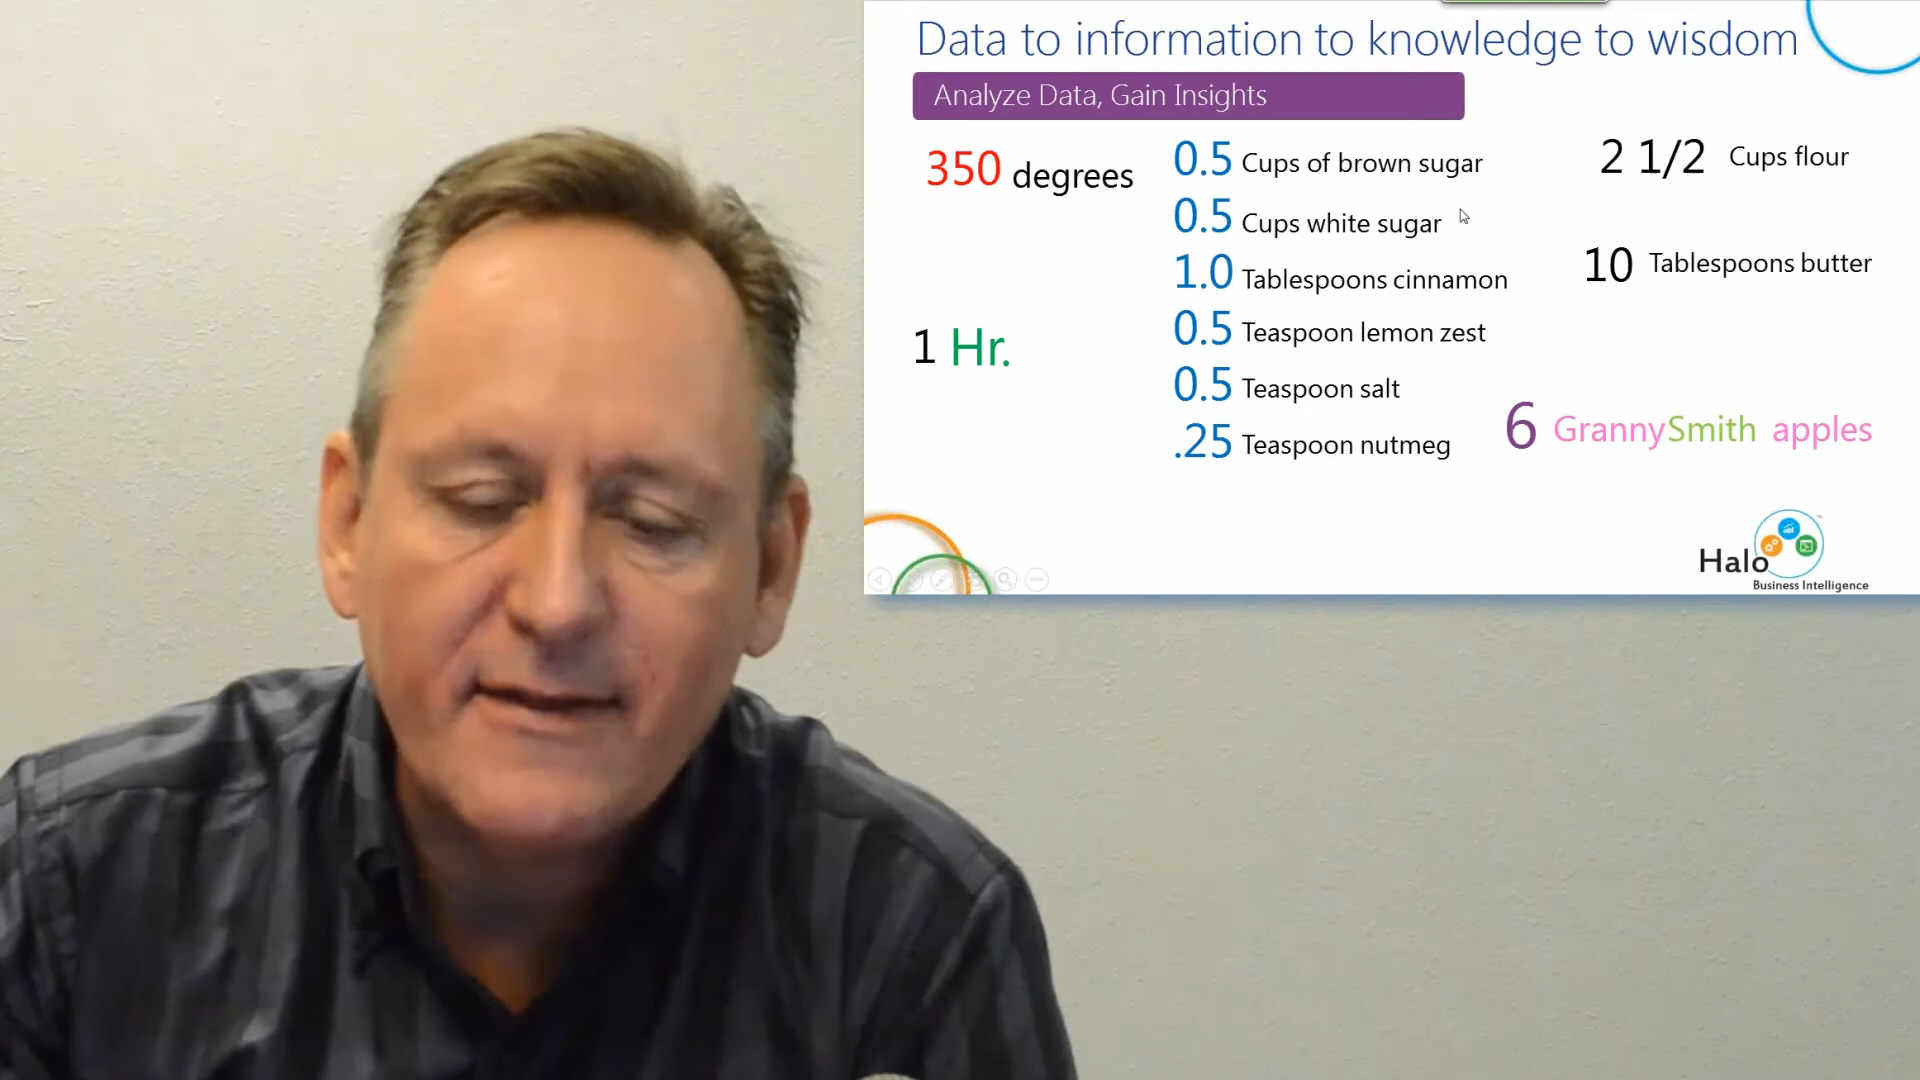 Data to information to knowledge to wisdom
Analyze Data, Gain Insights
350 degrees
1 Hr.
0.5 Cups of brown sugar
0.5 Cups white sugar
1.0 Tablespoons cinnamon
0.5 Teaspoon lemon zest
0.5 Teaspoon salt
.25 Teaspoon nutmeg
2 1/2 Cups flour
10 Tablespoons butter
6 GrannySmith apples
Halo
Business Intelligence